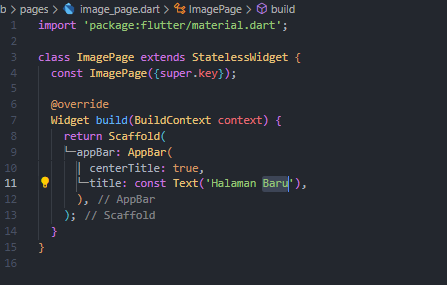 b > pages > image_page.dart > ImagePage > build
1 import 'package:flutter/material.dart';
2
3 class ImagePage extends StatelessWidget {
4 const ImagePage({super.key});
5
6 @override
7 Widget build(BuildContext context) {
8 return Scaffold(
9 appBar: AppBar(
10 centerTitle: true,
11 title: const Text('Halaman Baru'),
12 ), // AppBar
13 ); // Scaffold
14 }
15 }
16